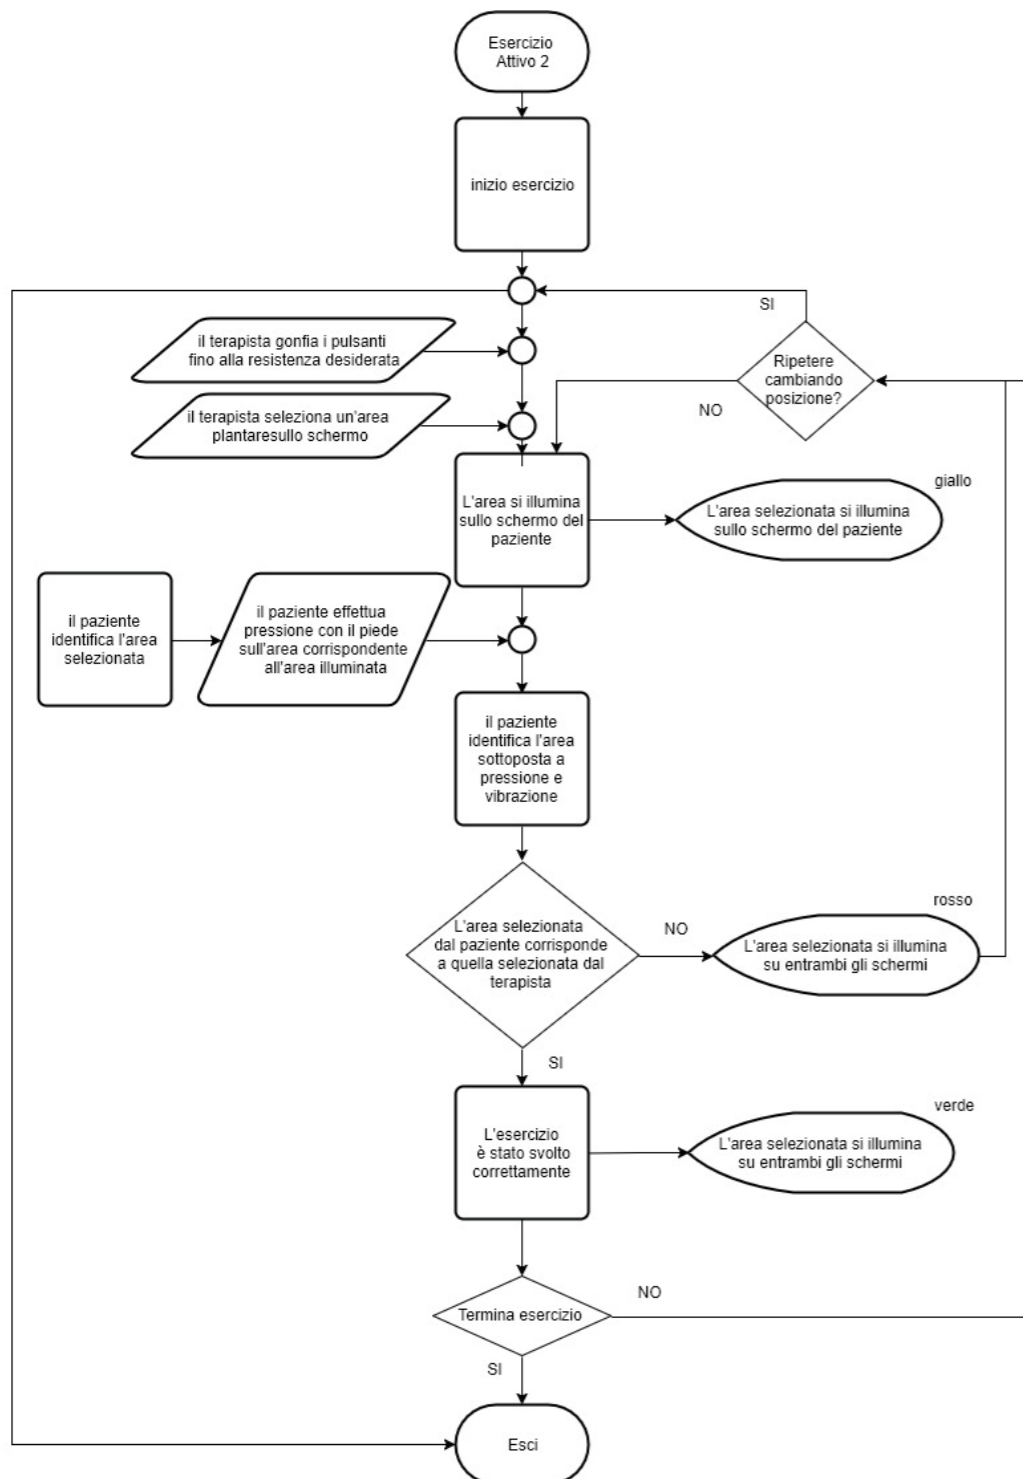 Esercizio
Attivo 2
inizio esercizio
SI
il terapista gonfia i pulsanti
fino alla resistenza desiderata
Ripetere
cambiando
posizione?
NO
il terapista seleziona un'area
plantaresullo schermo
giallo
L'area si illumina
sullo schermo del
paziente
L'area selezionata si illumina
sullo schermo del paziente
il paziente
identifica l'area
selezionata
il paziente effettua
pressione con il piede
sull'area corrispondente
all'area illuminata
il paziente
identifica l'area
sottoposta a
pressione e
vibrazione
L'area selezionata
dal paziente corrisponde
a quella selezionata dal
terapista
NO
rosso
L'area selezionata si illumina
su entrambi gli schermi
SI
verde
L'esercizio
è stato svolto
correttamente
L'area selezionata si illumina
su entrambi gli schermi
Termina esercizio
NO
SI
Esci